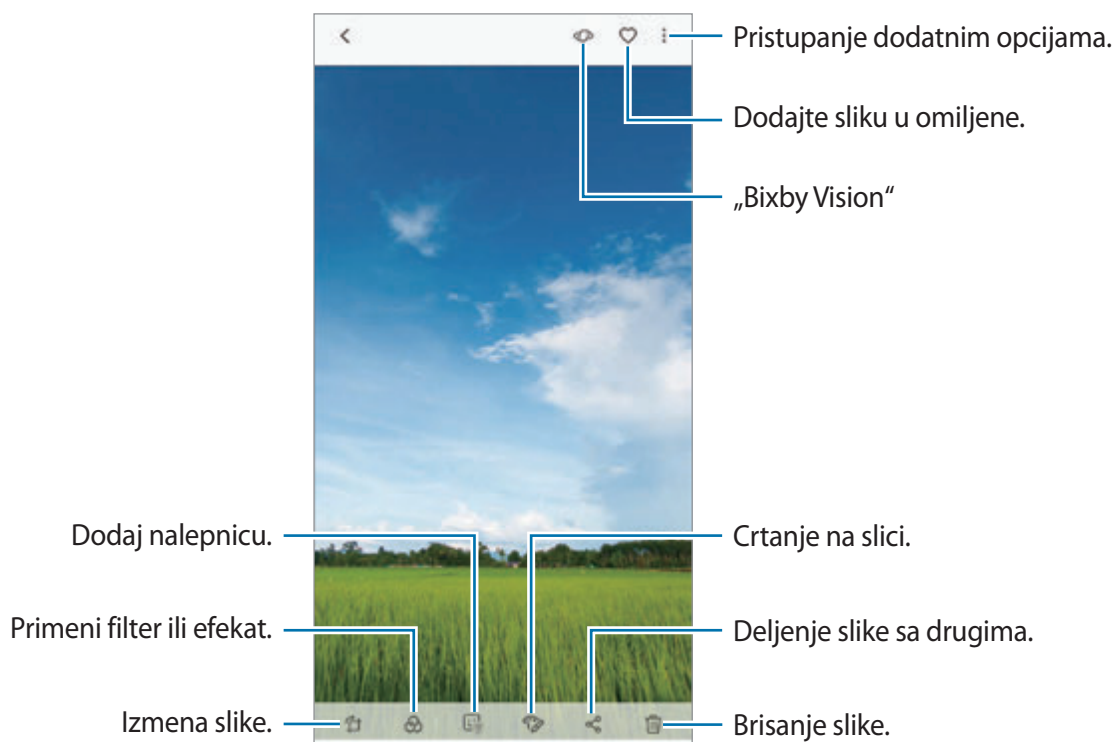 Pristupanje dodatnim opcijama.
Dodajte sliku u omiljene.
„Bixby Vision“
Dodaj nalepnicu.
Crtanje na slici.
Primeni filter ili efekat.
Deljenje slike sa drugima.
Izmena slike.
Brisanje slike.